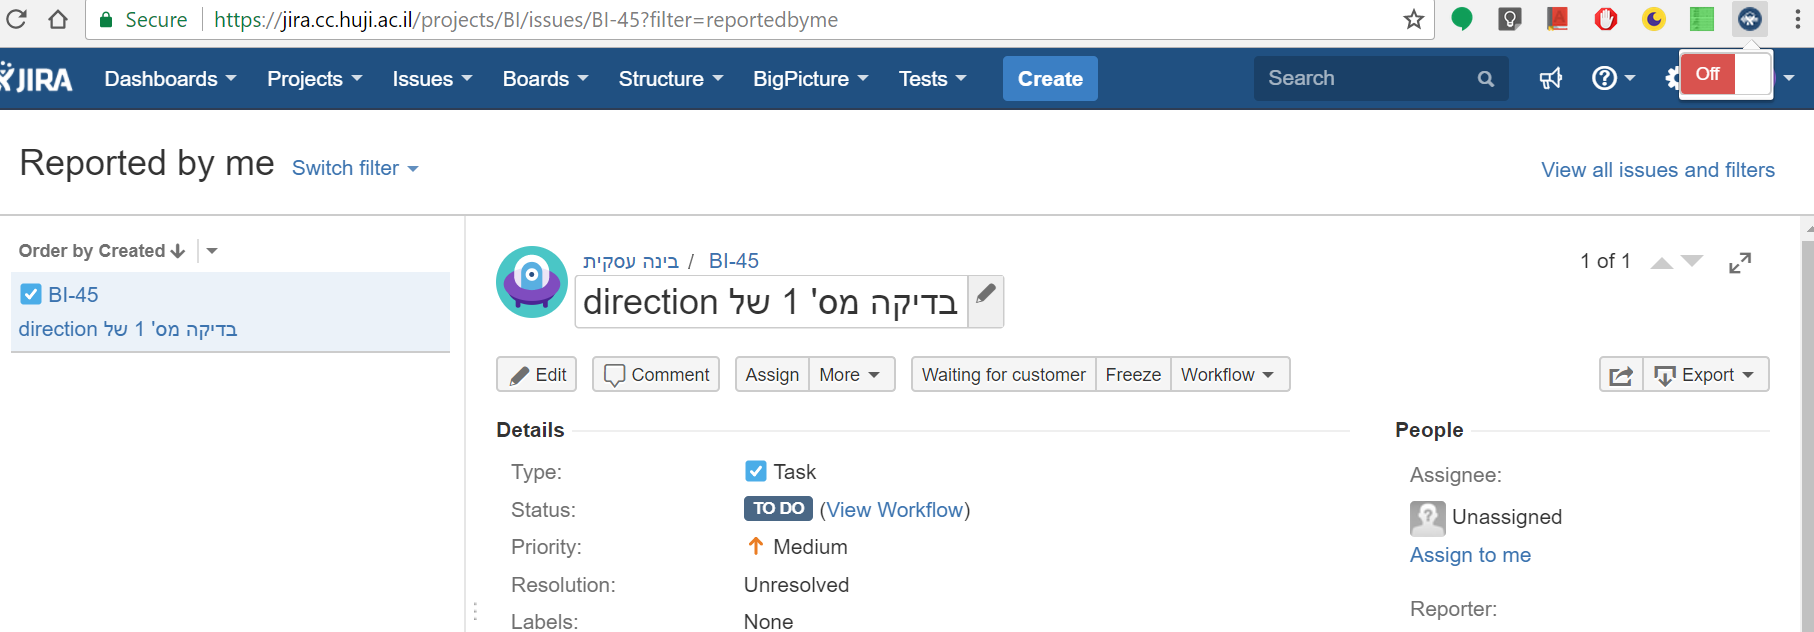 Secure https://jira.cc.huji.ac.il/projects/BI/issues/BI-45?filter=reportedbyme
JIRA Dashboards Projects Issues Boards Structure BigPicture Tests Create Search Off
Reported by me Switch filter
View all issues and filters
Order by Created
BI-45
בדיקה מס' 1 של direction
בינה עסקית / BI-45
1 of 1
בדיקה מס' 1 של direction
Edit Comment Assign More Waiting for customer Freeze Workflow Export
Details
Type: Task
Status: TO DO (View Workflow)
Priority: Medium
Resolution: Unresolved
Labels: None
People
Assignee:
Unassigned
Assign to me
Reporter: